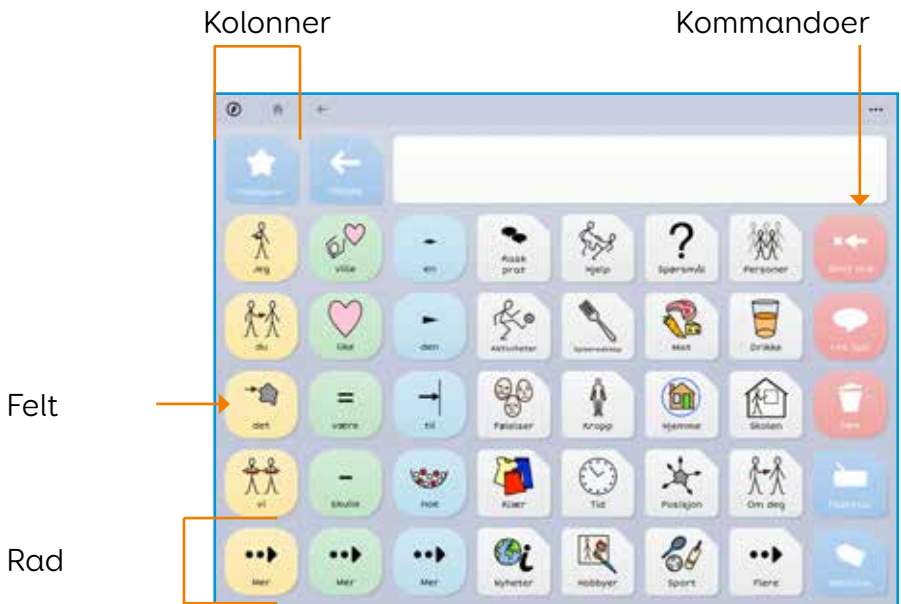 Kolonner
Kommandoer
Jeg
ville
en
Rask prat
Hjelp
Spørsmål
Personer
du
like
den
Aktiviteter
Mat
Drikke
Felt
det
være
til
Følelser
Kropp
Hjemme
Skolen
vi
skulle
noe
Klær
Tid
Posisjon
Om deg
Rad
Mer
Mer
Mer
Nyheter
Hobbyer
Sport
Flere